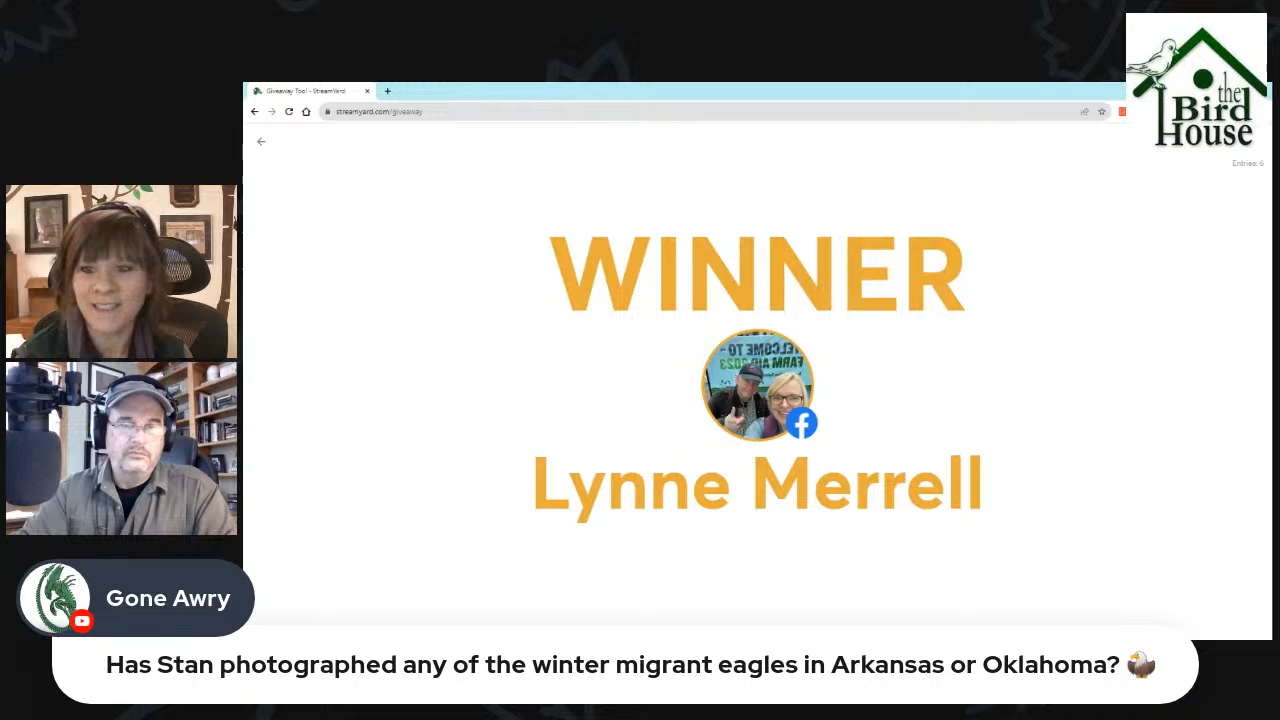 the
Bird
House
Giveaway Tool - StreamYard
streamyard.com/giveaway
Entries: 6
WINNER
WELCOME TO
FARM AID 2023
Lynne Merrell
Gone Awry
Has Stan photographed any of the winter migrant eagles in Arkansas or Oklahoma? 🦅